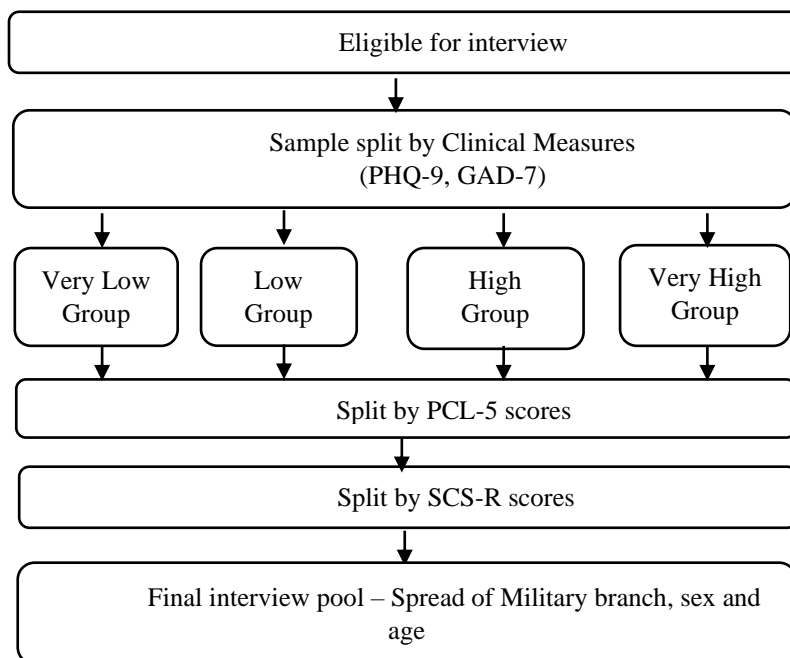 Eligible for interview
Sample split by Clinical Measures
(PHQ-9, GAD-7)
Very Low
Group
Low
Group
High
Group
Very High
Group
Split by PCL-5 scores
Split by SCS-R scores
Final interview pool – Spread of Military branch, sex and
age